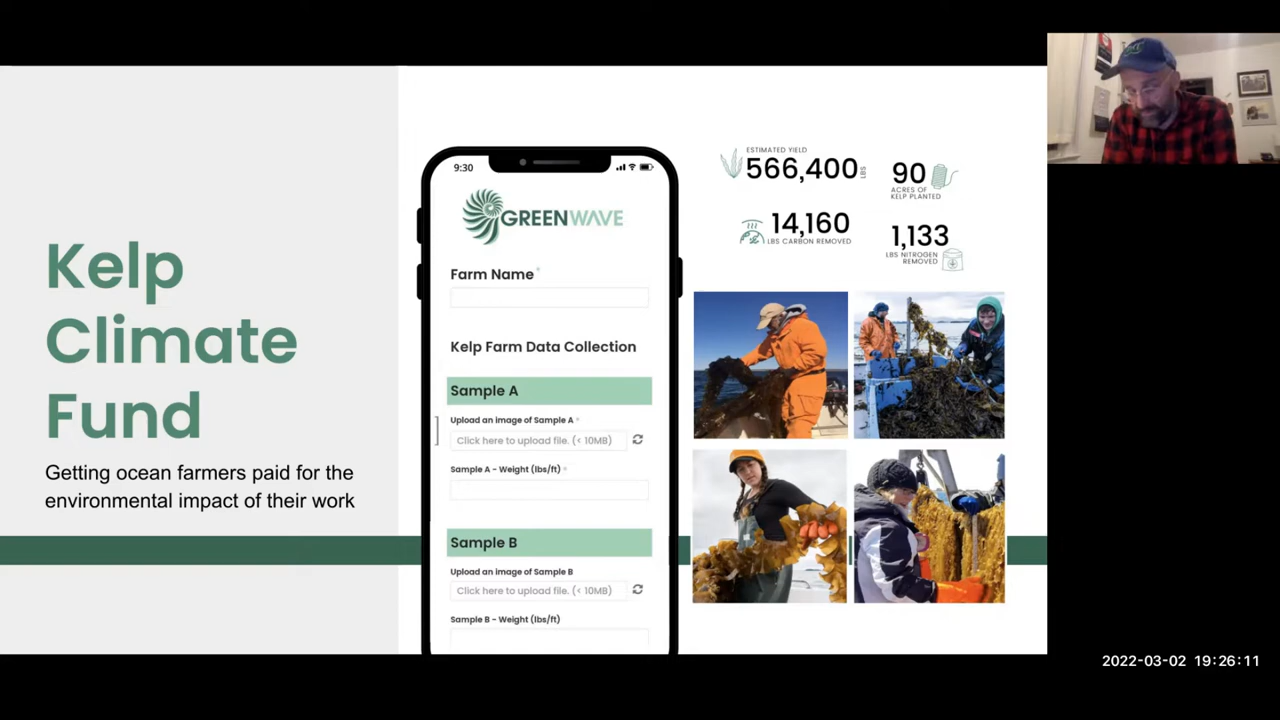 Kelp
Climate
Fund
Getting ocean farmers paid for the
environmental impact of their work
9:30
GREENWAVE
Farm Name *
Kelp Farm Data Collection
Sample A
Upload an image of Sample A *
Click here to upload file. (< 10MB)
Sample A - Weight (lbs/ft) *
Sample B
Upload an image of Sample B
Click here to upload file. (< 10MB)
Sample B - Weight (lbs/ft)
ESTIMATED YIELD
566,400 LBS
90
ACRES OF
KELP PLANTED
14,160
LBS CARBON REMOVED
1,133
LBS NITROGEN
REMOVED
2022-03-02 19:26:11